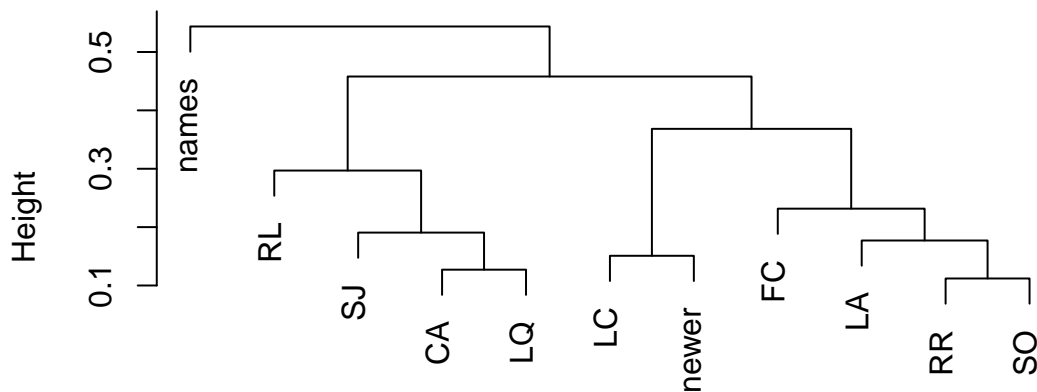 Height
0.5
0.3
0.1
names
RL
SJ
CA
LQ
LC
newer
FC
LA
RR
SO